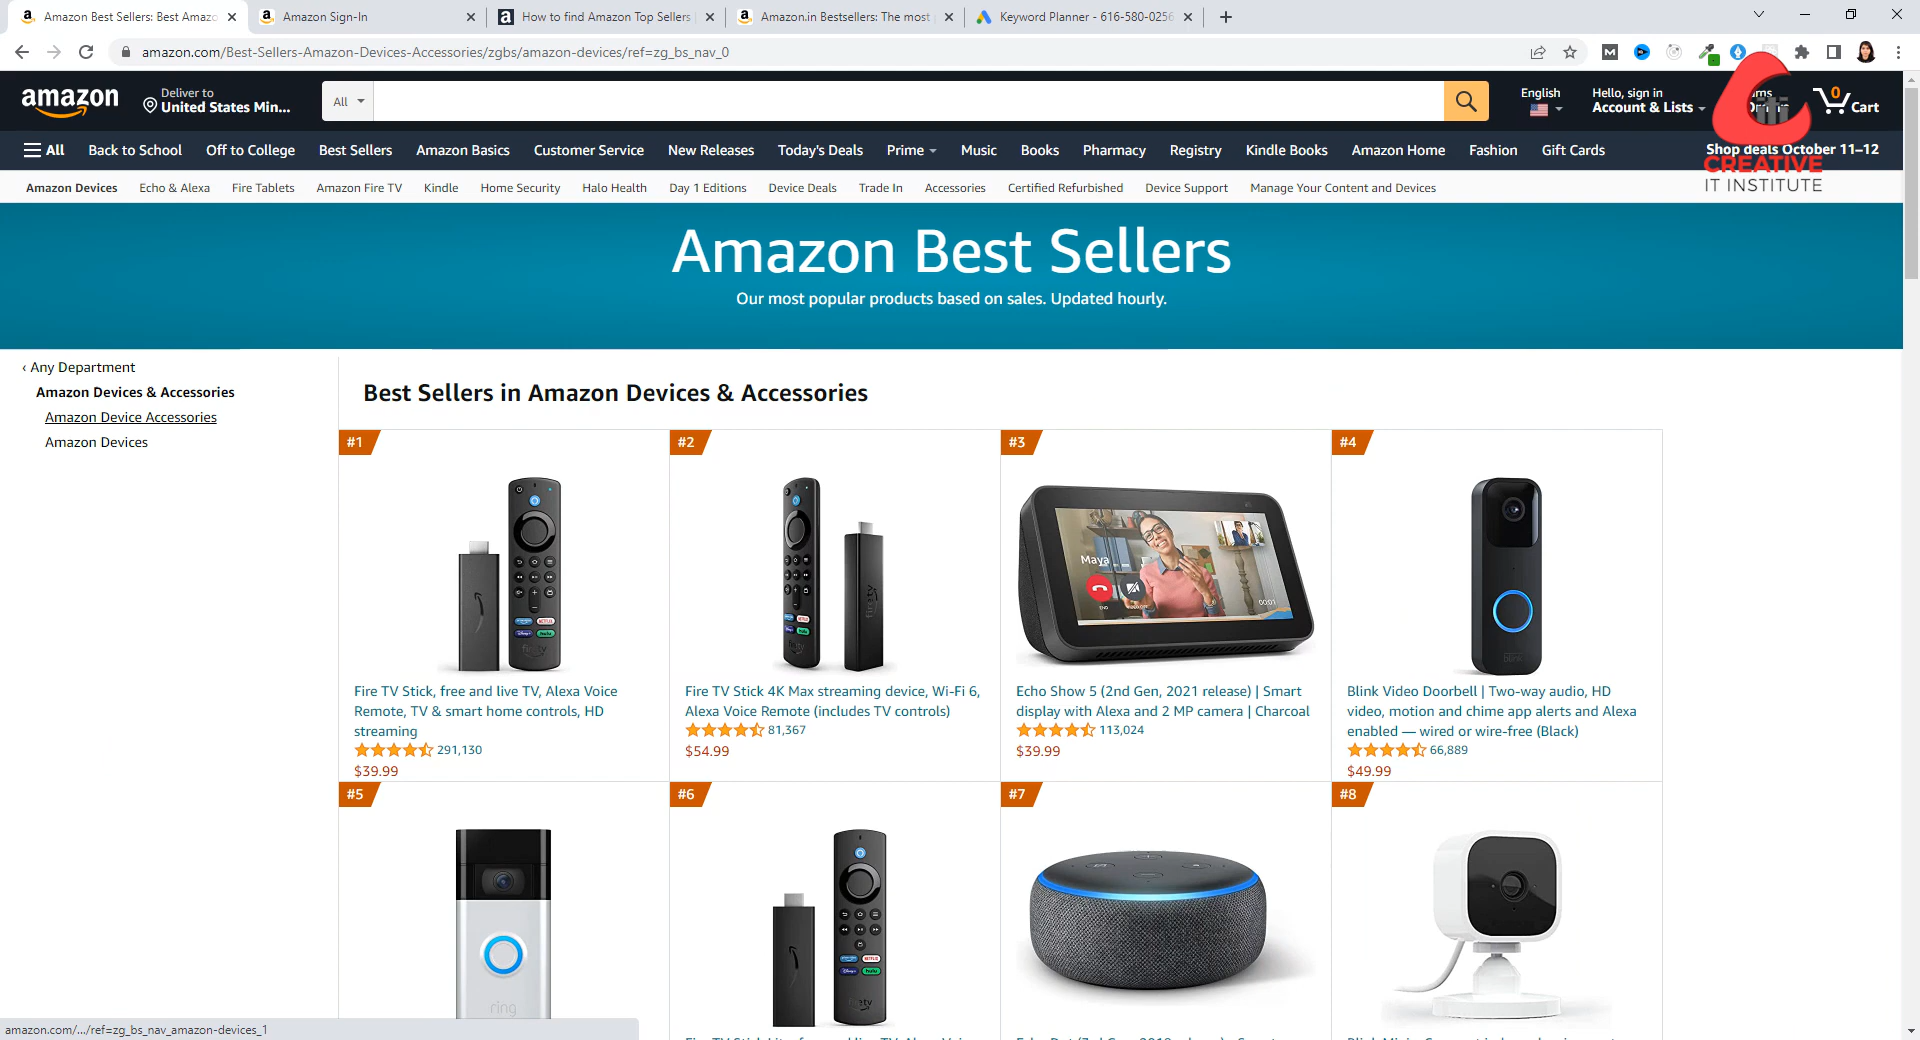 Amazon Best Sellers: Best Amazo
Amazon Sign-In
How to find Amazon Top Sellers
Amazon.in Bestsellers: The most
Keyword Planner - 616-580-0256
amazon.com/Best-Sellers-Amazon-Devices-Accessories/zgbs/amazon-devices/ref=zg_bs_nav_0
amazon
Deliver to
United States Min...
All
English
Hello, sign in
Account & Lists
Orders
0
Cart
All
Back to School
Off to College
Best Sellers
Amazon Basics
Customer Service
New Releases
Today's Deals
Prime
Music
Books
Pharmacy
Registry
Kindle Books
Amazon Home
Fashion
Gift Cards
Shop deals October 11–12
CREATIVE
IT INSTITUTE
Amazon Devices
Echo & Alexa
Fire Tablets
Amazon Fire TV
Kindle
Home Security
Halo Health
Day 1 Editions
Device Deals
Trade In
Accessories
Certified Refurbished
Device Support
Manage Your Content and Devices
Amazon Best Sellers
Our most popular products based on sales. Updated hourly.
‹ Any Department
Amazon Devices & Accessories
Amazon Device Accessories
Amazon Devices
Best Sellers in Amazon Devices & Accessories
#1
Fire TV Stick, free and live TV, Alexa Voice
Remote, TV & smart home controls, HD
streaming
291,130
$39.99
#2
Fire TV Stick 4K Max streaming device, Wi-Fi 6,
Alexa Voice Remote (includes TV controls)
81,367
$54.99
#3
Maya
00:01
Echo Show 5 (2nd Gen, 2021 release) | Smart
display with Alexa and 2 MP camera | Charcoal
113,024
$39.99
#4
blink
Blink Video Doorbell | Two-way audio, HD
video, motion and chime app alerts and Alexa
enabled — wired or wire-free (Black)
66,889
$49.99
#5
ring
#6
#7
#8
amazon.com/.../ref=zg_bs_nav_amazon-devices_1